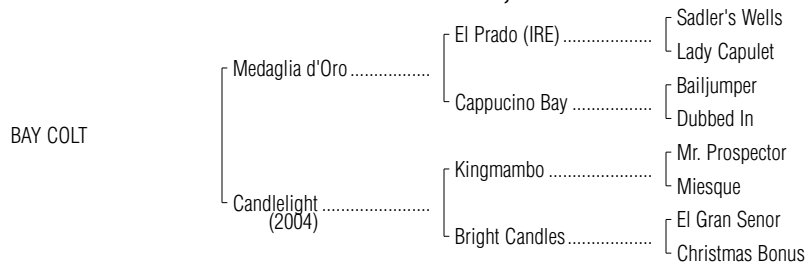 Sadler's Wells
El Prado (IRE) ..................
Lady Capulet
Medaglia d'Oro .................
Bailjumper
Cappucino Bay ................
Dubbed In
BAY COLT
Mr. Prospector
Kingmambo .....................
Miesque
Candlelight ......................
(2004)
El Gran Senor
Bright Candles.................
Christmas Bonus